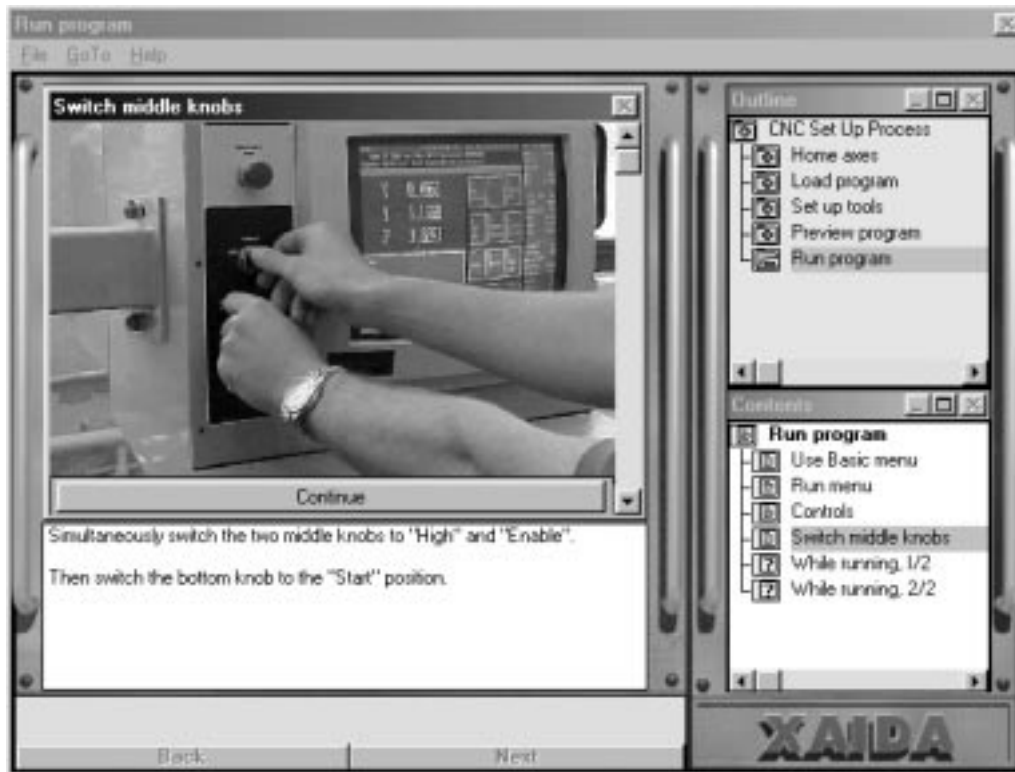 Run program
File GoTo Help
Switch middle knobs
Continue
Simultaneously switch the two middle knobs to "High" and "Enable".
Then switch the bottom knob to the "Start" position.
Back
Next
Outline
CNC Set Up Process
Home axes
Load program
Set up tools
Preview program
Run program
Contents
Run program
Use Basic menu
Run menu
Controls
Switch middle knobs
While running, 1/2
While running, 2/2
XAIDA